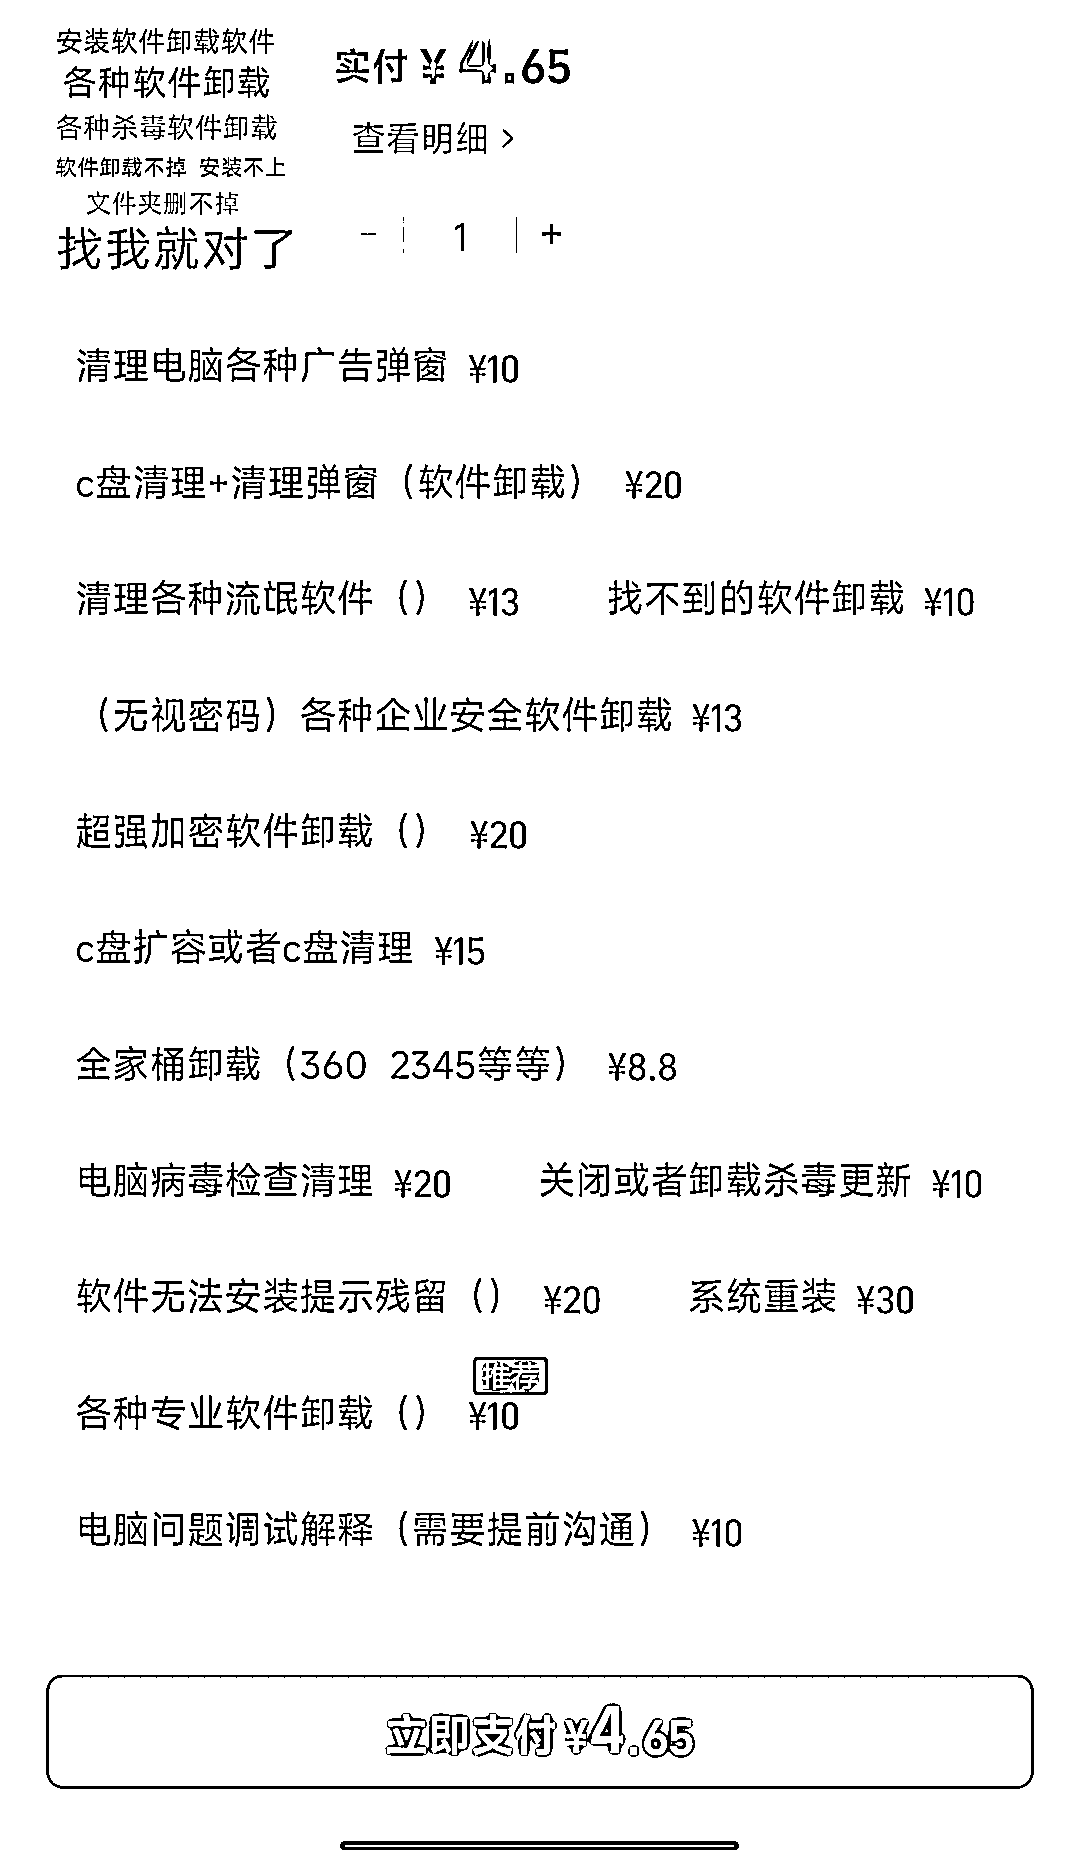 安装软件卸载软件
各种软件卸载
各种杀毒软件卸载
软件卸载不掉 安装不上
文件夹删不掉
找我就对了
实付 ¥ 4.65
查看明细 >
- 1 +
清理电脑各种广告弹窗 ¥10
c盘清理+清理弹窗（软件卸载） ¥20
清理各种流氓软件（） ¥13 找不到的软件卸载 ¥10
（无视密码）各种企业安全软件卸载 ¥13
超强加密软件卸载（） ¥20
c盘扩容或者c盘清理 ¥15
全家桶卸载（360 2345等等） ¥8.8
电脑病毒检查清理 ¥20 关闭或者卸载杀毒更新 ¥10
软件无法安装提示残留（） ¥20 系统重装 ¥30
推荐
各种专业软件卸载（） ¥10
电脑问题调试解释（需要提前沟通） ¥10
立即支付 ¥4.65